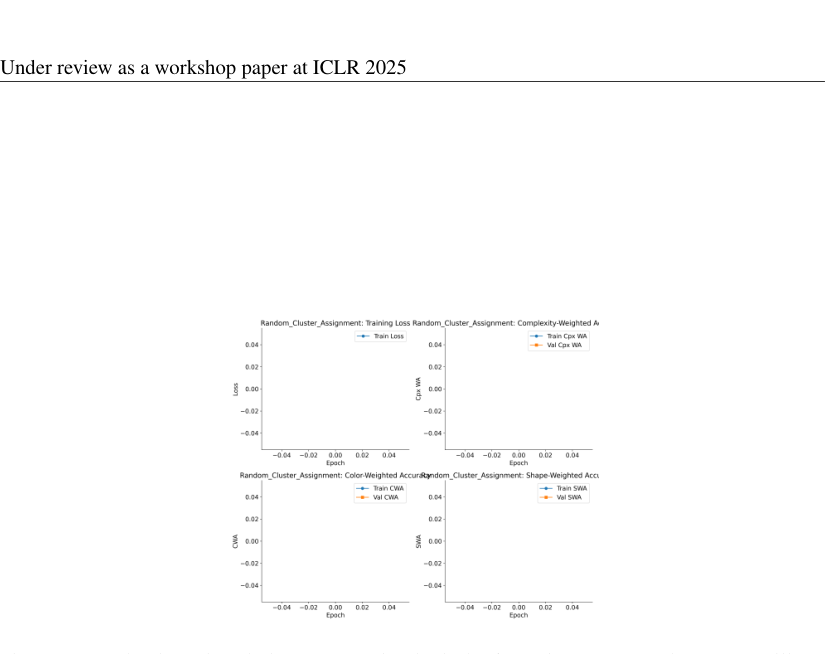 Under review as a workshop paper at ICLR 2025
Random_Cluster_Assignment: Training Loss
Train Loss
0.04
0.02
0.00
−0.02
−0.04
Loss
−0.04 −0.02 0.00 0.02 0.04
Epoch
Random_Cluster_Assignment: Complexity-Weighted A
Train Cpx WA
Val Cpx WA
0.04
0.02
0.00
−0.02
−0.04
Cpx WA
−0.04 −0.02 0.00 0.02 0.04
Epoch
Random_Cluster_Assignment: Color-Weighted Accuracy
Train CWA
Val CWA
0.04
0.02
0.00
−0.02
−0.04
CWA
−0.04 −0.02 0.00 0.02 0.04
Epoch
Random_Cluster_Assignment: Shape-Weighted Accu
Train SWA
Val SWA
0.04
0.02
0.00
−0.02
−0.04
SWA
−0.04 −0.02 0.00 0.02 0.04
Epoch